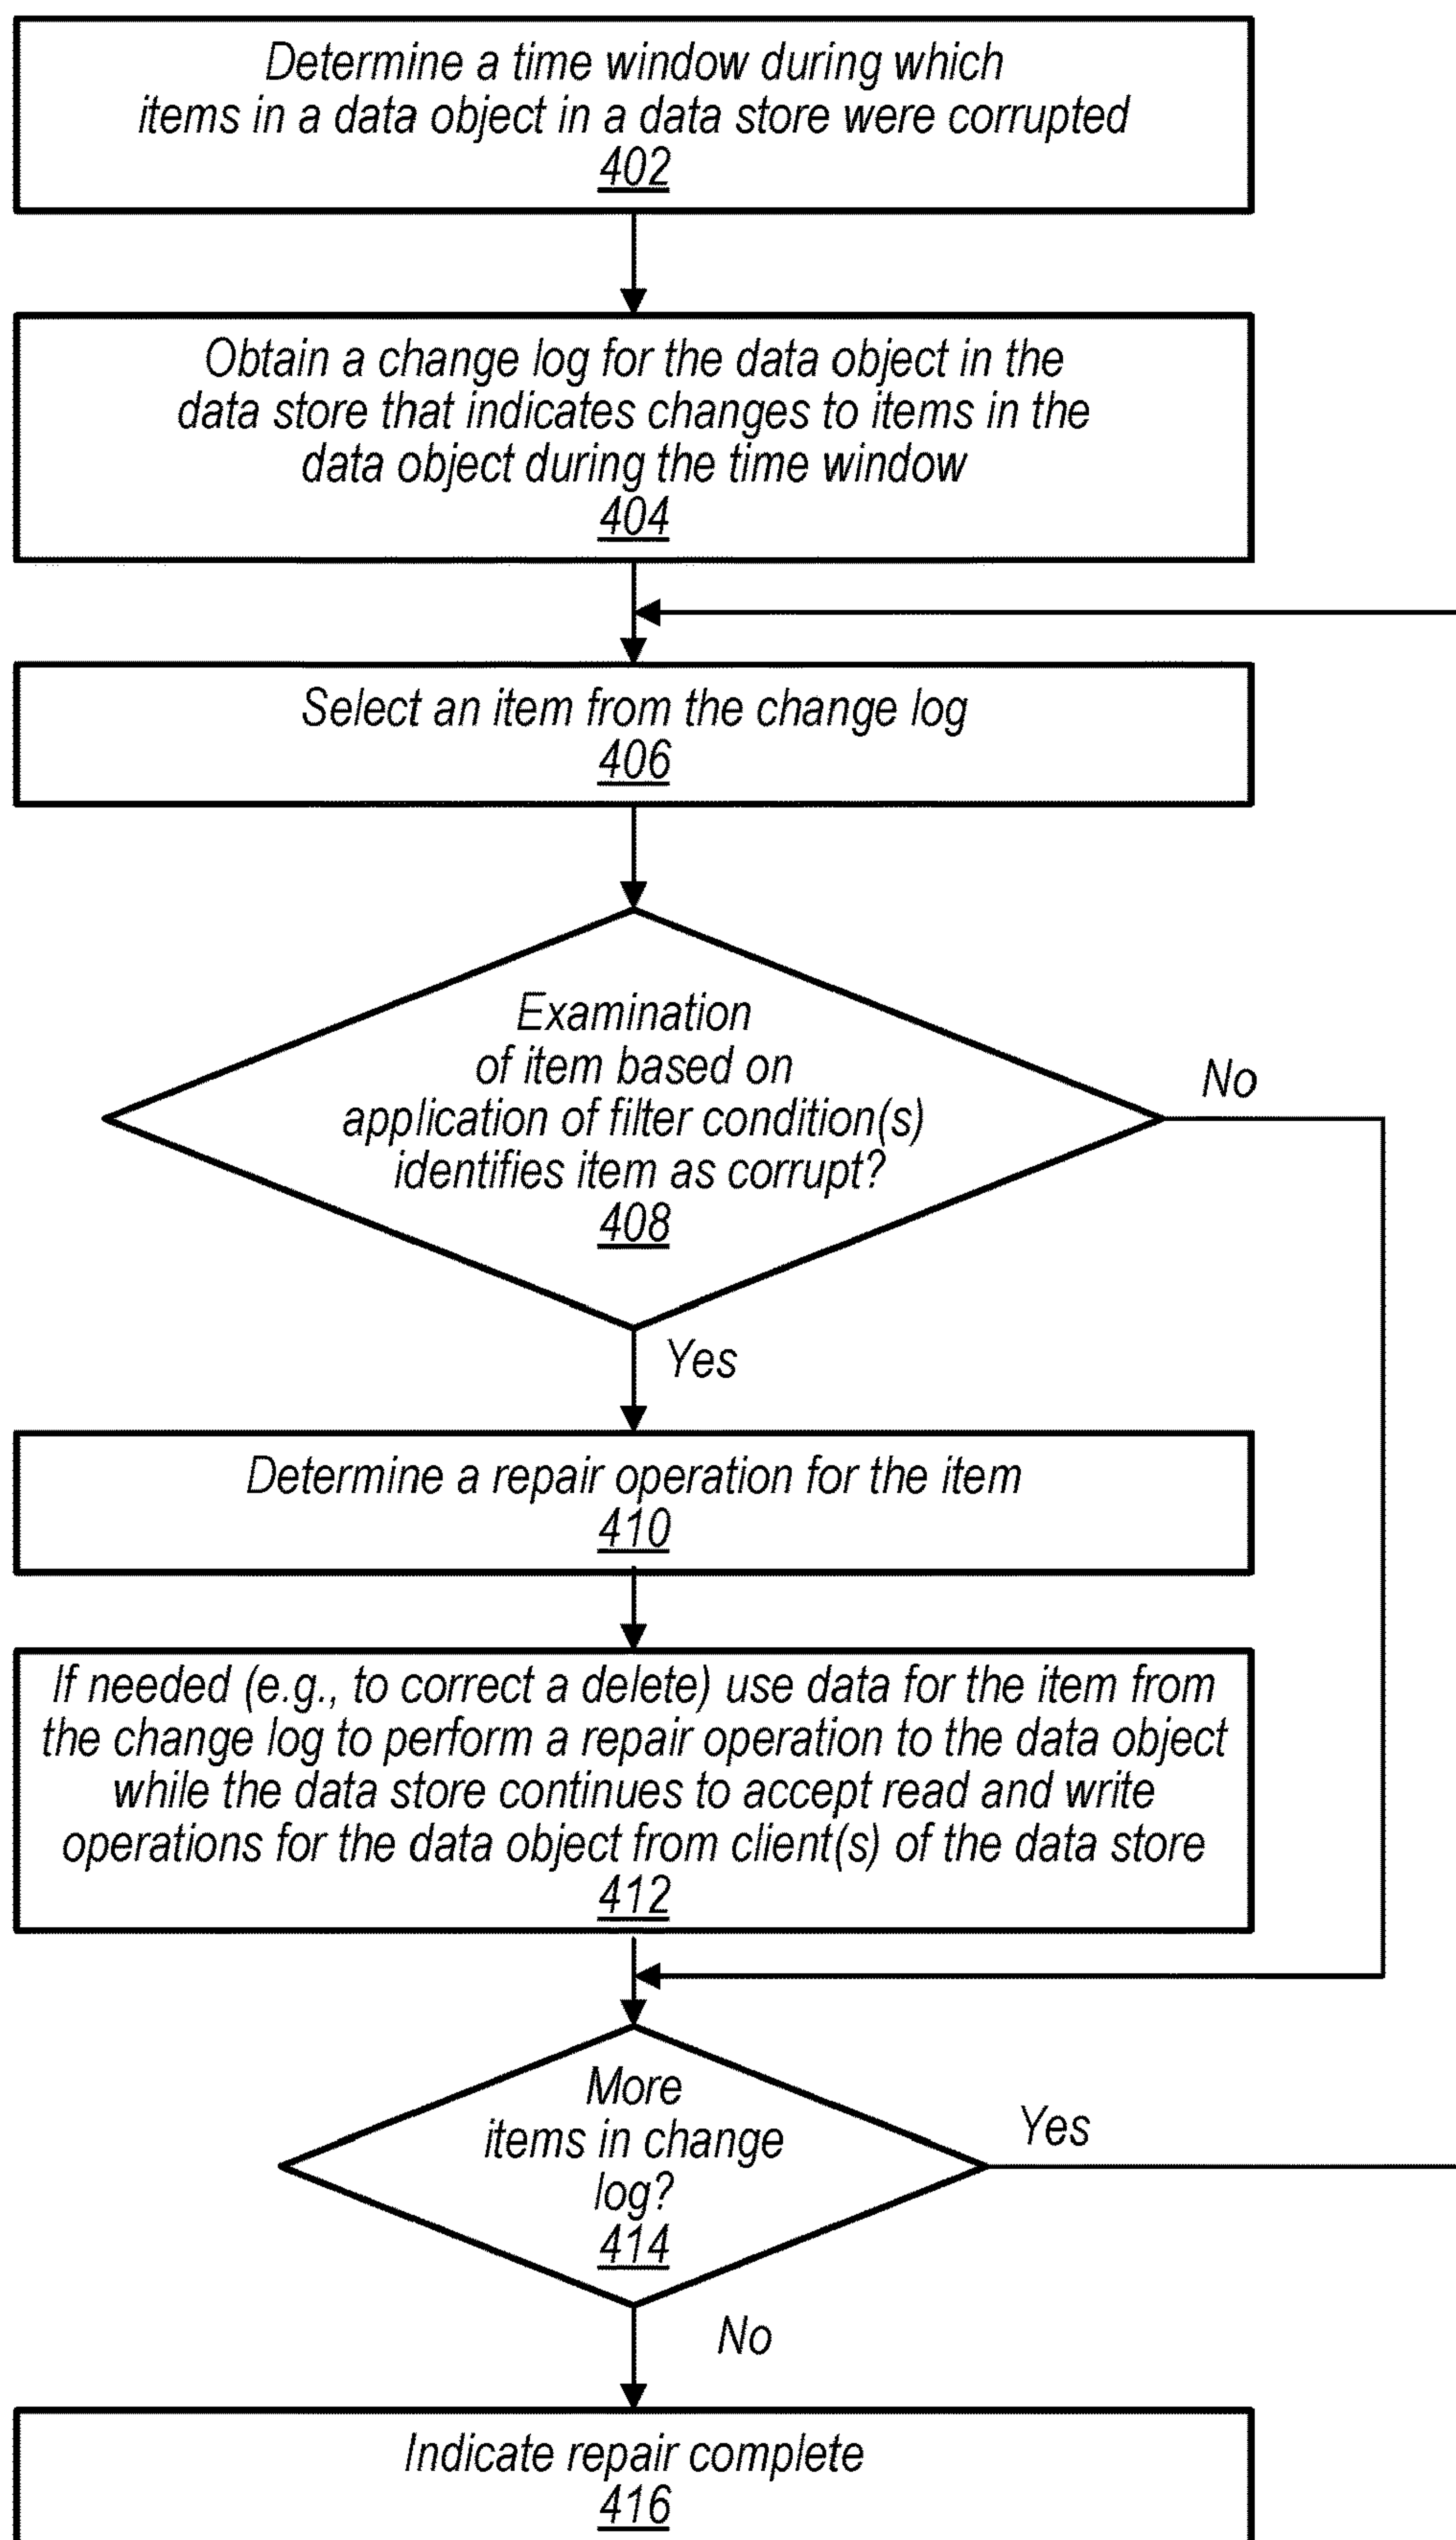 Determine a time window during which
items in a data object in a data store were corrupted
402
Obtain a change log for the data object in the
data store that indicates changes to items in the
data object during the time window
404
Select an item from the change log
406
Examination
of item based on
application of filter condition(s)
identifies item as corrupt?
408
No
Yes
Determine a repair operation for the item
410
If needed (e.g., to correct a delete) use data for the item from
the change log to perform a repair operation to the data object
while the data store continues to accept read and write
operations for the data object from client(s) of the data store
412
More
items in change
log?
414
Yes
No
Indicate repair complete
416